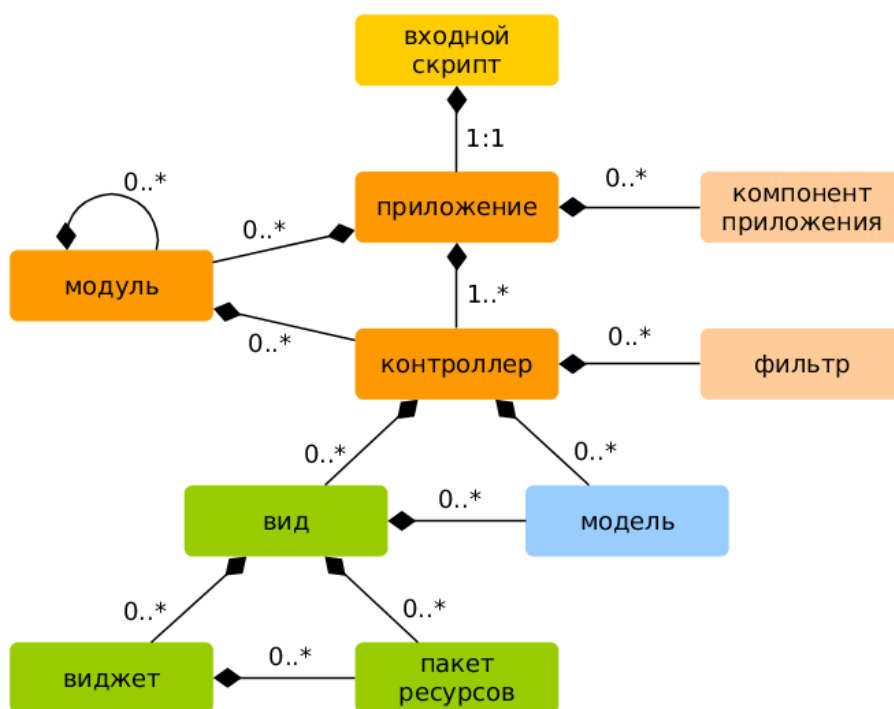 входной
скрипт
1:1
0..*
0..*
приложение
компонент
приложения
0..*
модуль
1..*
0..*
контроллер
0..*
фильтр
0..*
0..*
вид
0..*
модель
0..*
0..*
виджет
0..*
пакет
ресурсов